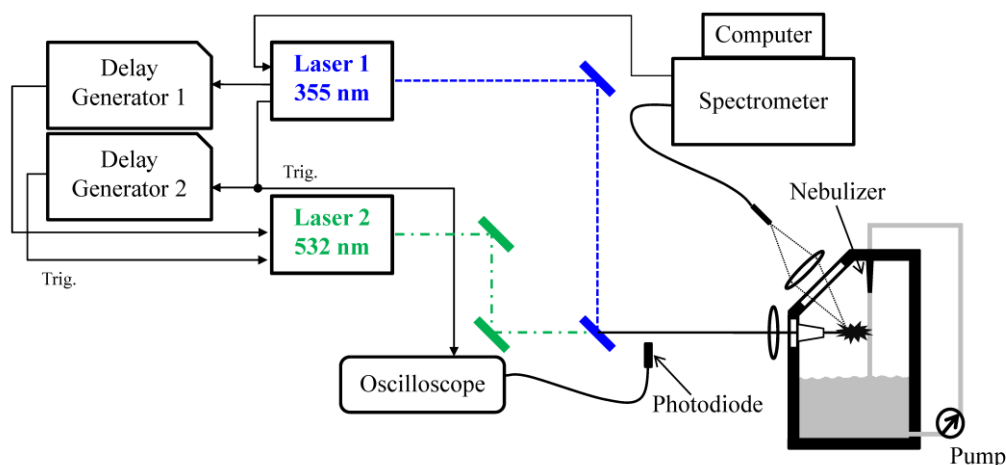 Delay
Generator 1
Laser 1
355 nm
Computer
Spectrometer
Delay
Generator 2
Trig.
Nebulizer
Laser 2
532 nm
Trig.
Oscilloscope
Photodiode
Pump